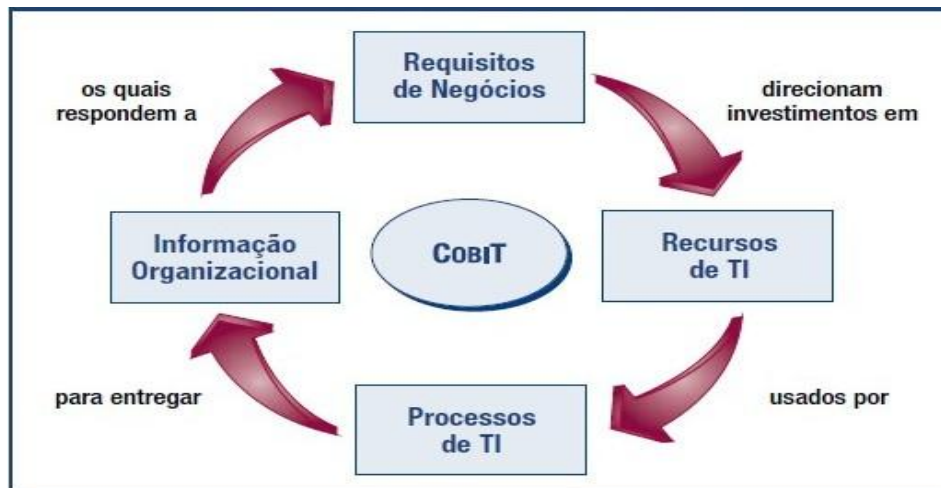 Requisitos
de Negócios
os quais
respondem a
direcionam
investimentos em
Informação
Organizacional
COBIT
Recursos
de TI
para entregar
Processos
de TI
usados por